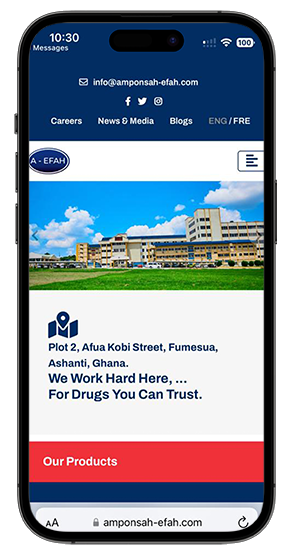 10:30
100
Messages
info@amponsah-efah.com
Careers News & Media Blogs ENG / FRE
A - EFAH
Plot 2, Afua Kobi Street, Fumesua,
Ashanti, Ghana.
We Work Hard Here, ...
For Drugs You Can Trust.
Our Products
AA amponsah-efah.com